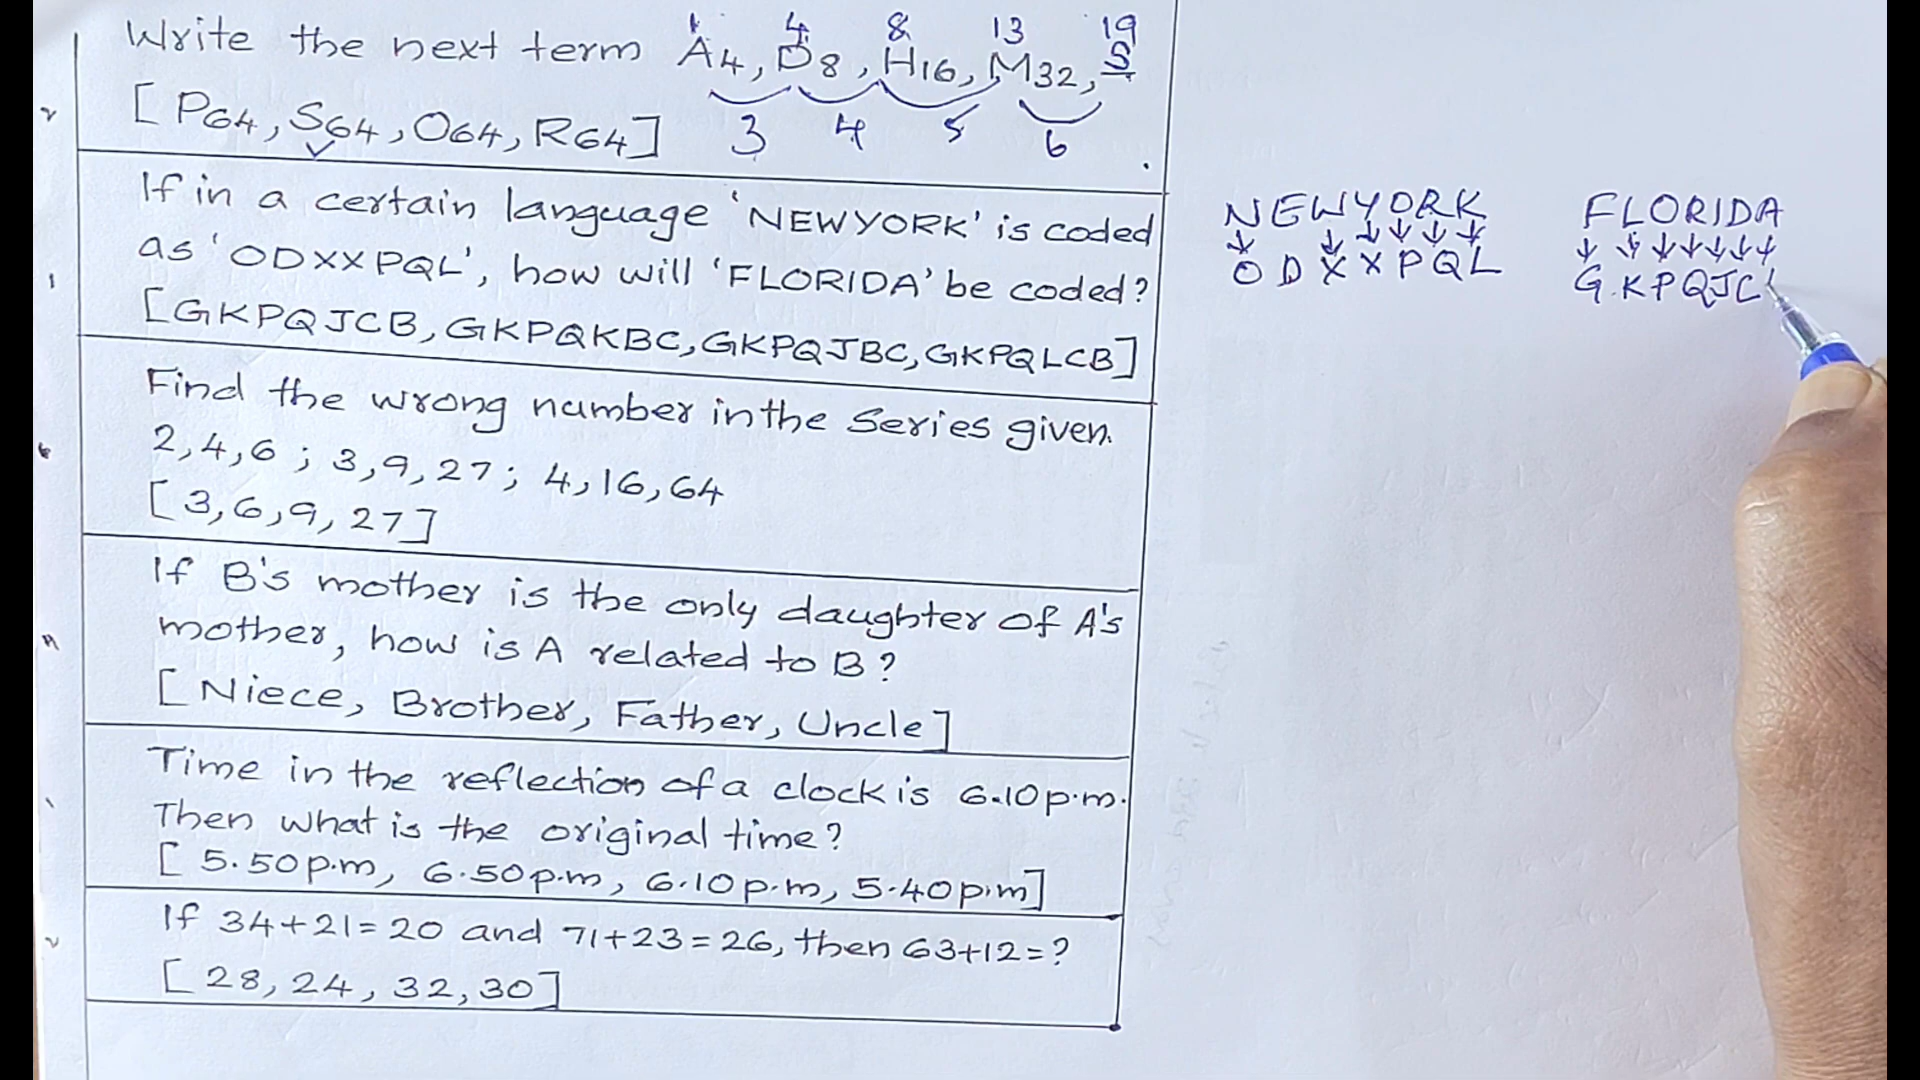 Write the next term A4, D8, H16, M32, S
1 4 8 13 19
[P64, S64, O64, R64] 3 4 5 6
If in a certain language 'NEWYORK' is coded
as 'ODXXPQL', how will 'FLORIDA' be coded?
[GKPQJCB, GKPQKBC, GKPQJBC, GKPQLCB]
Find the wrong number in the Series given.
2,4,6 ; 3,9,27; 4,16,64
[3,6,9,27]
If B's mother is the only daughter of A's
mother, how is A related to B?
[Niece, Brother, Father, Uncle]
Time in the reflection of a clock is 6.10p.m.
Then what is the original time?
[5.50p.m, 6.50p.m, 6.10p.m, 5.40p.m]
If 34+21=20 and 71+23=26, then 63+12=?
[28, 24, 32, 30]
NEWYORK
ODXXPQL
FLORIDA
G.KPQJC